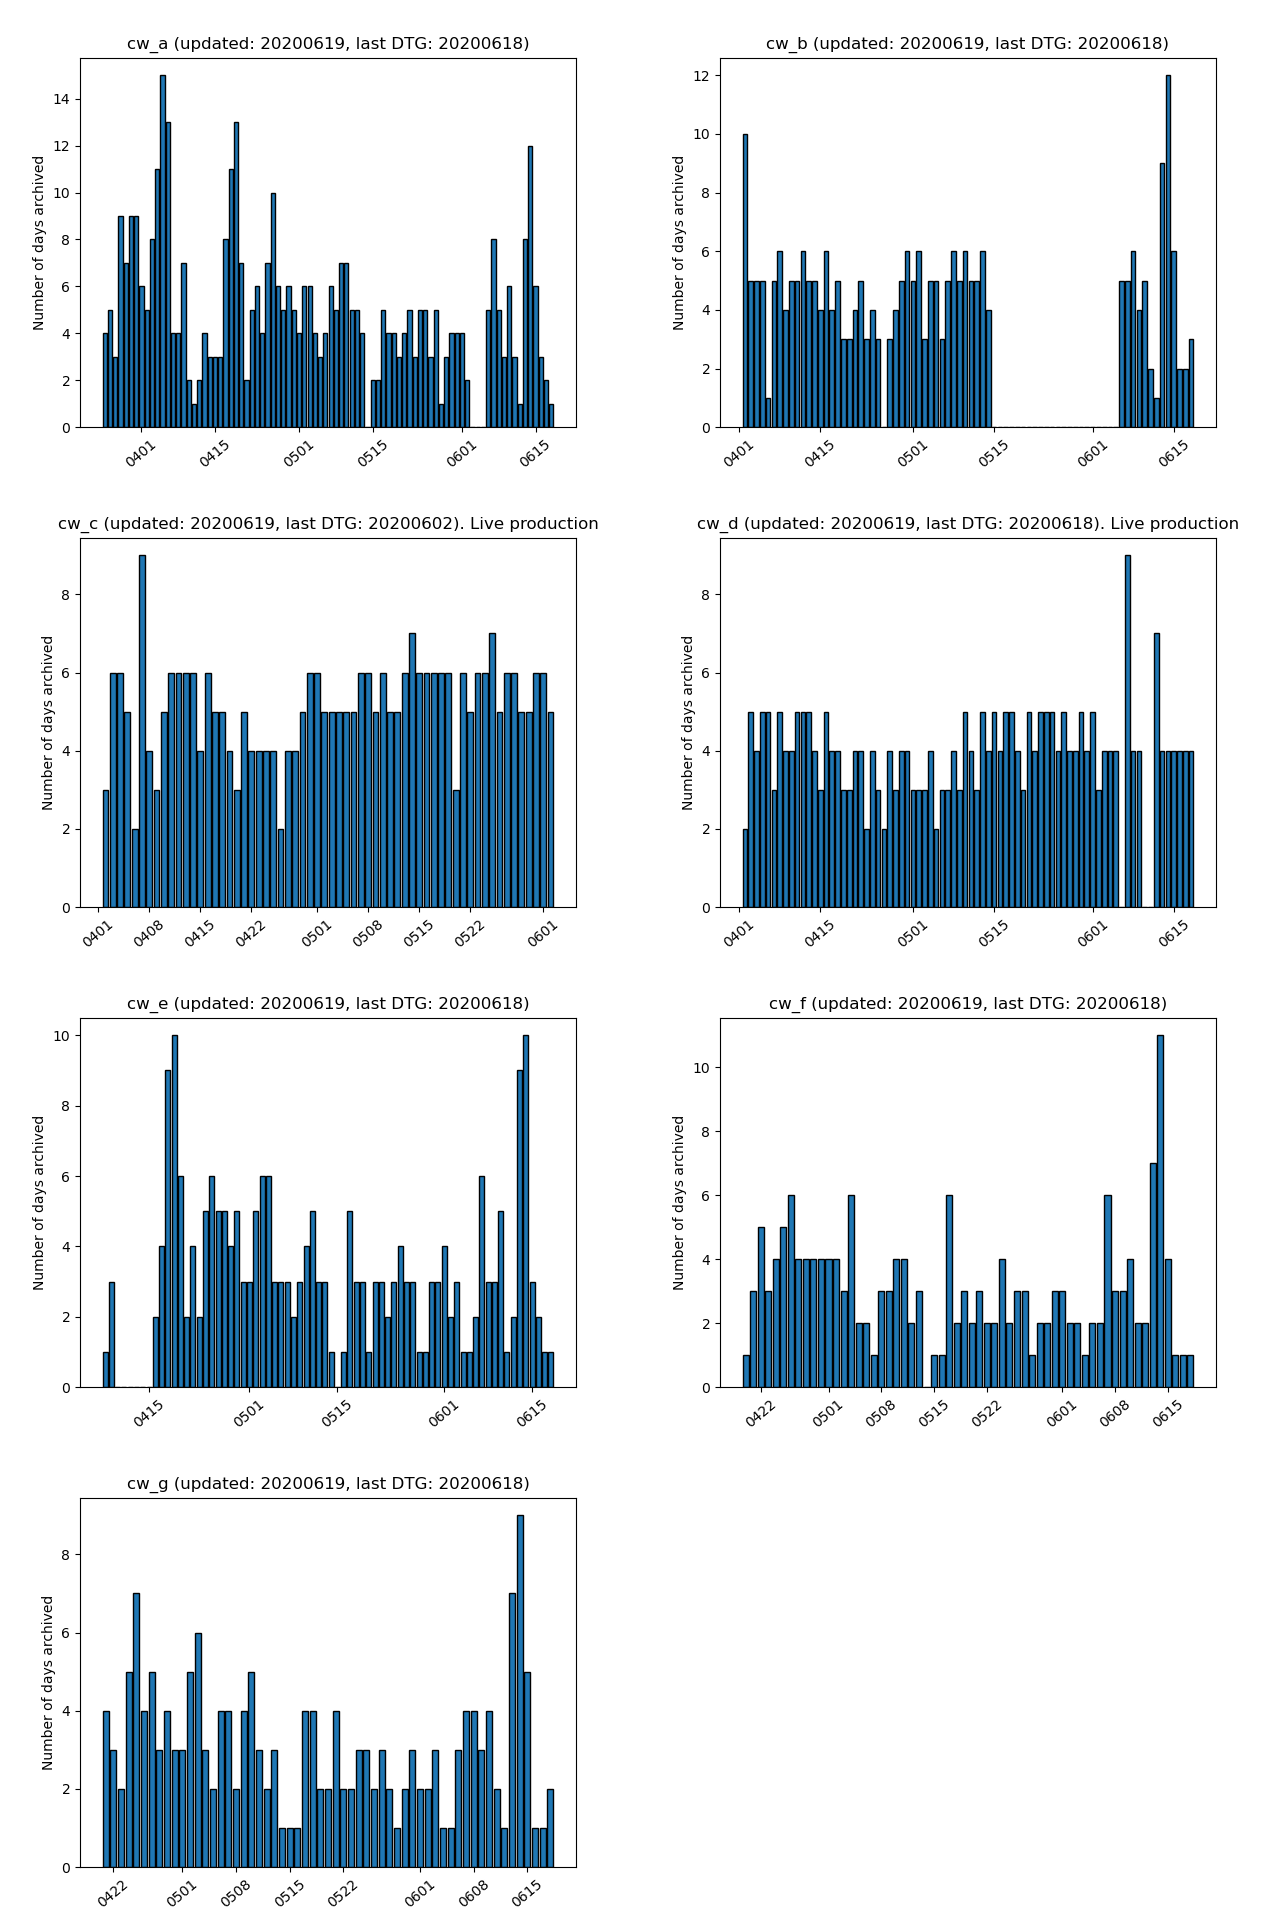 cw_a (updated: 20200619, last DTG: 20200618)
Number of days archived
14
12
10
8
6
4
2
0
0401 0415 0501 0515 0601 0615
cw_b (updated: 20200619, last DTG: 20200618)
Number of days archived
12
10
8
6
4
2
0
0401 0415 0501 0515 0601 0615
cw_c (updated: 20200619, last DTG: 20200602). Live production
Number of days archived
8
6
4
2
0
0401 0408 0415 0422 0501 0508 0515 0522 0601
cw_d (updated: 20200619, last DTG: 20200618). Live production
Number of days archived
8
6
4
2
0
0401 0415 0501 0515 0601 0615
cw_e (updated: 20200619, last DTG: 20200618)
Number of days archived
10
8
6
4
2
0
0415 0501 0515 0601 0615
cw_f (updated: 20200619, last DTG: 20200618)
Number of days archived
10
8
6
4
2
0
0422 0501 0508 0515 0522 0601 0608 0615
cw_g (updated: 20200619, last DTG: 20200618)
Number of days archived
8
6
4
2
0
0422 0501 0508 0515 0522 0601 0608 0615